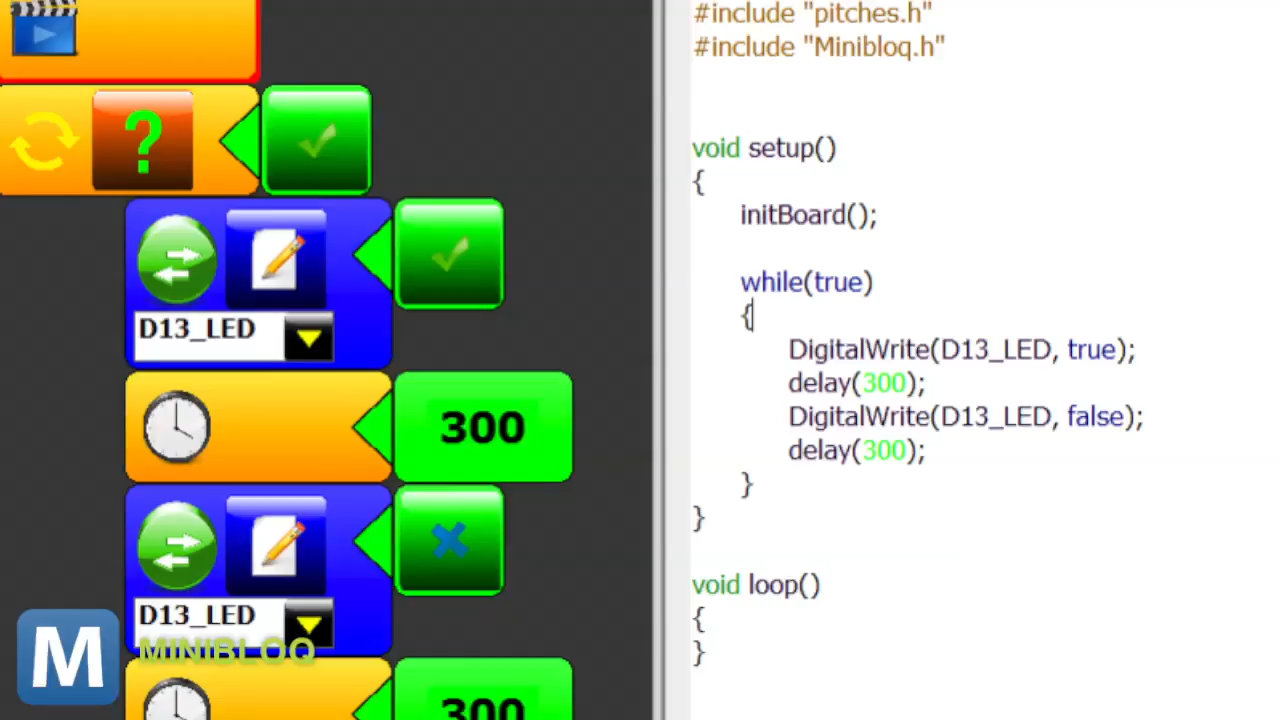 #include "pitches.h"
#include "Minibloq.h"
void setup()
{
initBoard();
while(true)
{
DigitalWrite(D13_LED, true);
delay(300);
DigitalWrite(D13_LED, false);
delay(300);
}
}
void loop()
{
}
?
D13_LED
300
D13_LED
300
M
MINIBLOQ